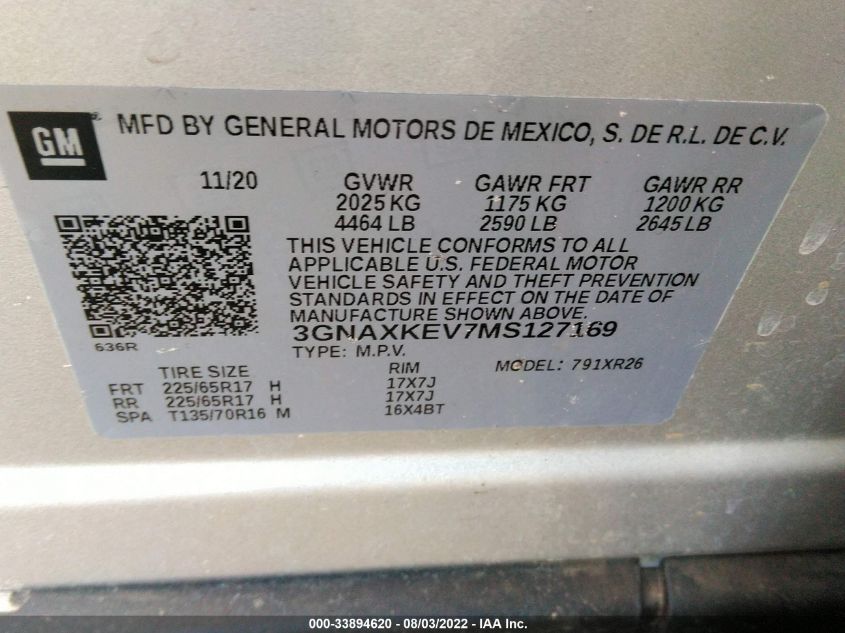 GM MFD BY GENERAL MOTORS DE MEXICO, S. DE R.L. DE C.V.
11/20 GVWR GAWR FRT GAWR RR
2025 KG 1175 KG 1200 KG
4464 LB 2590 LB 2645 LB
THIS VEHICLE CONFORMS TO ALL
APPLICABLE U.S. FEDERAL MOTOR
VEHICLE SAFETY AND THEFT PREVENTION
STANDARDS IN EFFECT ON THE DATE OF
MANUFACTURE SHOWN ABOVE.
3GNAXKEV7MS127169
636R
TYPE: M.P.V. MODEL: 791XR26
TIRE SIZE RIM
FRT 225/65R17 H 17X7J
RR 225/65R17 H 17X7J
SPA T135/70R16 M 16X4BT
000-33894620 - 08/03/2022 - IAA Inc.